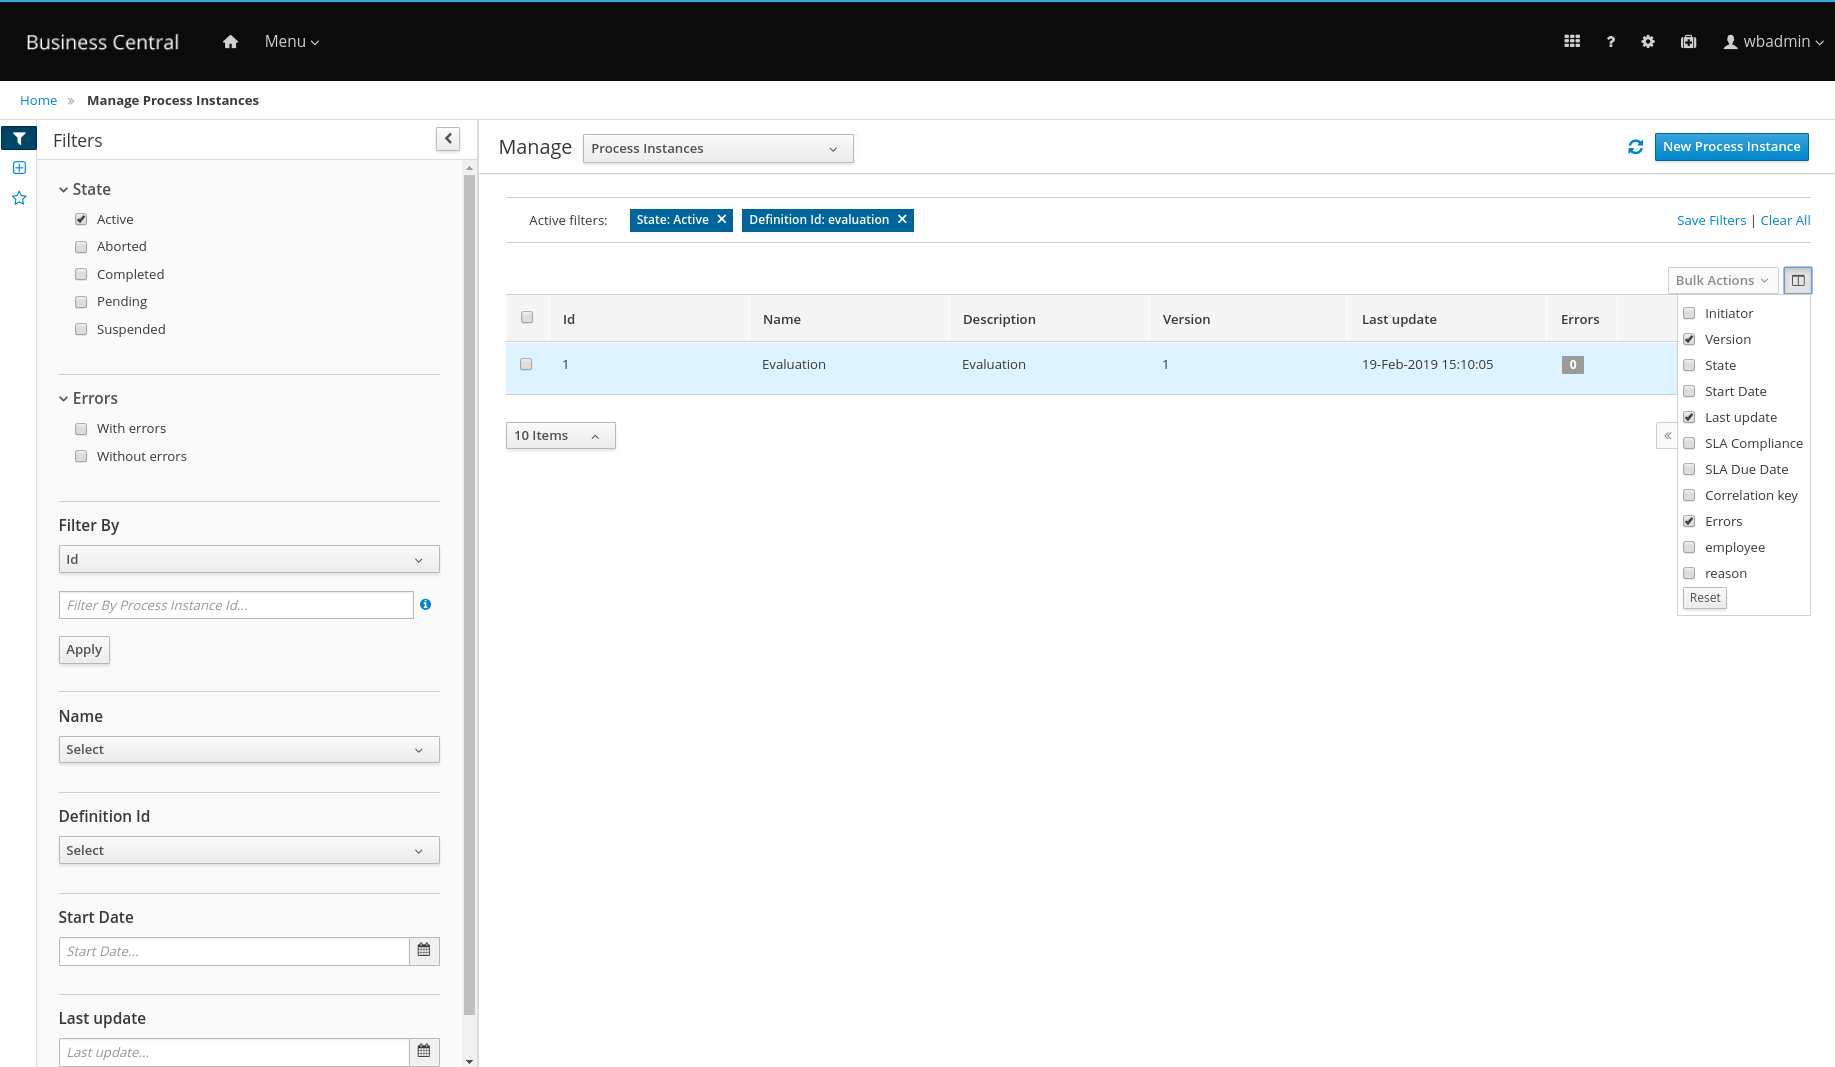 Business Central
Menu
?
wbadmin
Home » Manage Process Instances
Filters
State
Active
Aborted
Completed
Pending
Suspended
Errors
With errors
Without errors
Filter By
Id
Filter By Process Instance Id...
Apply
Name
Select
Definition Id
Select
Start Date
Start Date...
Last update
Last update...
Manage
Process Instances
New Process Instance
Active filters:
State: Active ✕
Definition Id: evaluation ✕
Save Filters | Clear All
Bulk Actions
Id Name Description Version Last update Errors
1 Evaluation Evaluation 1 19-Feb-2019 15:10:05 0
10 Items
«
Initiator
Version
State
Start Date
Last update
SLA Compliance
SLA Due Date
Correlation key
Errors
employee
reason
Reset